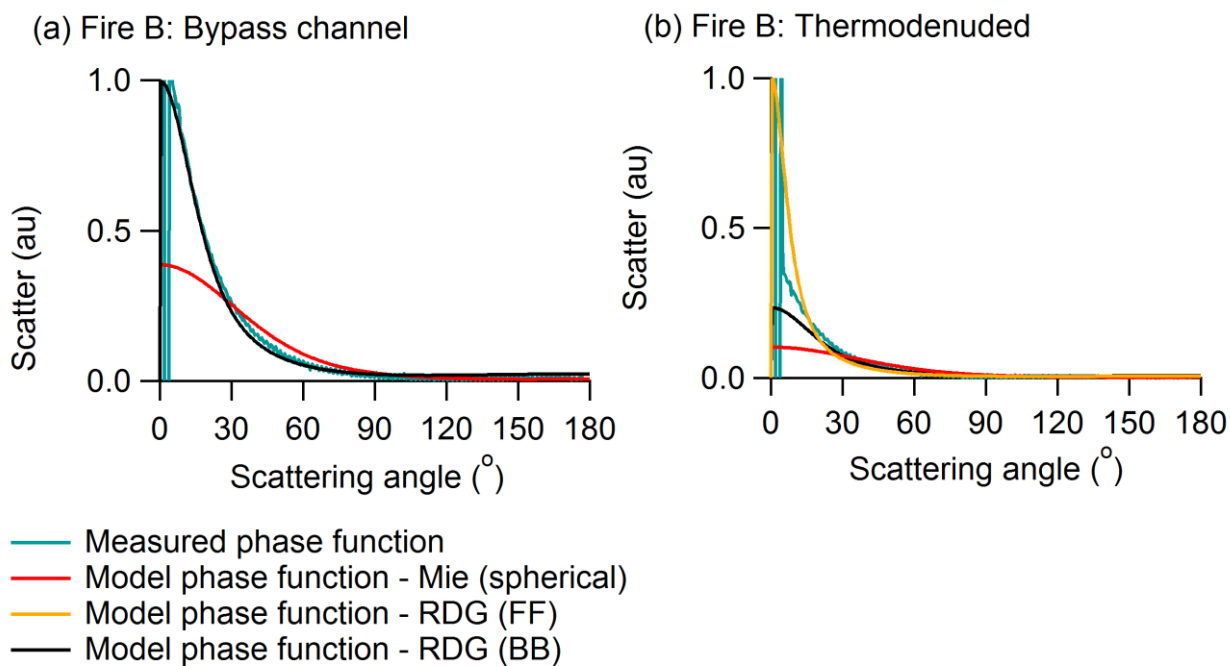 (a) Fire B: Bypass channel
(b) Fire B: Thermodenuded
1.0
0.5
0.0
Scatter (au)
0 30 60 90 120 150 180
Scattering angle (°)
1.0
0.5
0.0
Scatter (au)
0 30 60 90 120 150 180
Scattering angle (°)
Measured phase function
Model phase function - Mie (spherical)
Model phase function - RDG (FF)
Model phase function - RDG (BB)